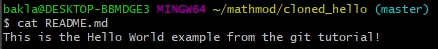 bakla@DESKTOP-BBMDGE3 MINGW64 ~/mathmod/cloned_hello (master)
$ cat README.md
This is the Hello World example from the git tutorial!